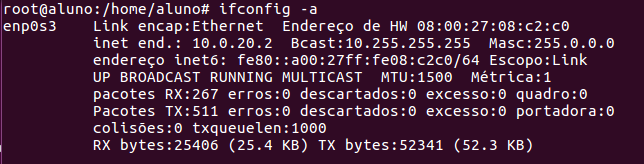 root@aluno:/home/aluno# ifconfig -a
enp0s3    Link encap:Ethernet  Endereço de HW 08:00:27:08:c2:c0
          inet end.: 10.0.20.2  Bcast:10.255.255.255  Masc:255.0.0.0
          endereço inet6: fe80::a00:27ff:fe08:c2c0/64 Escopo:Link
          UP BROADCAST RUNNING MULTICAST  MTU:1500  Métrica:1
          pacotes RX:267 erros:0 descartados:0 excesso:0 quadro:0
          Pacotes TX:511 erros:0 descartados:0 excesso:0 portadora:0
          colisões:0 txqueuelen:1000
          RX bytes:25406 (25.4 KB) TX bytes:52341 (52.3 KB)